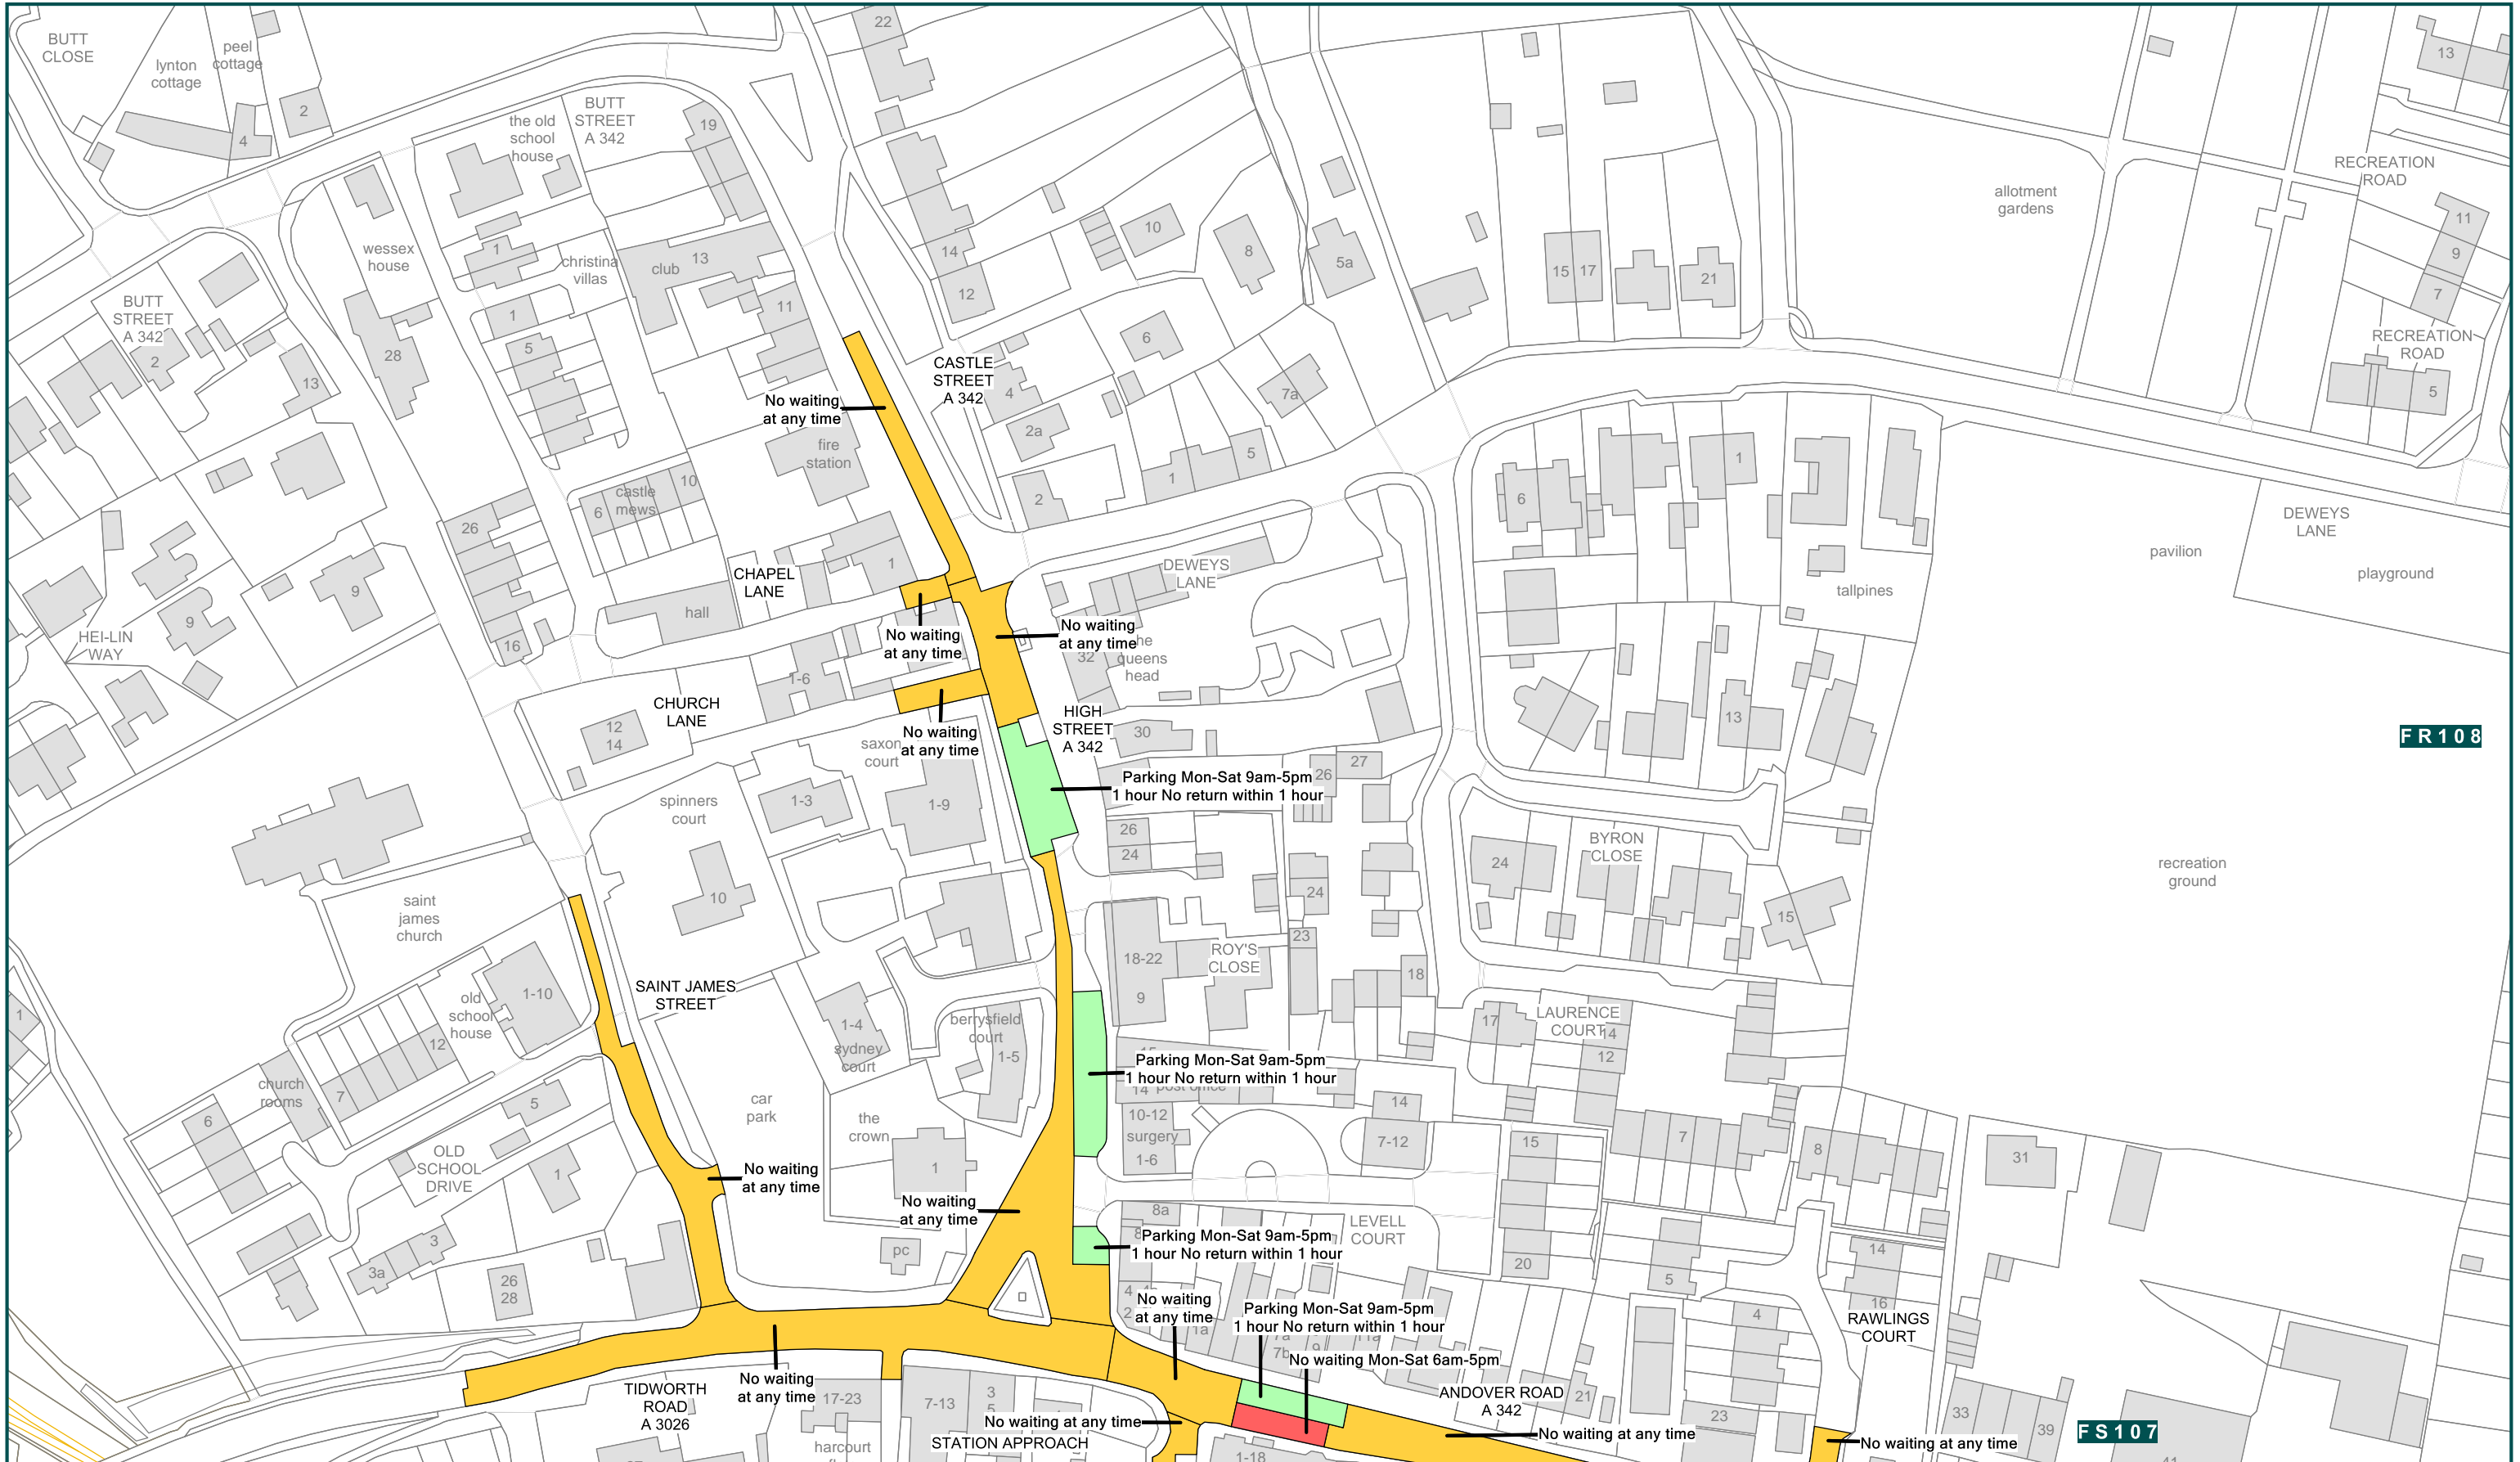 BUTT
CLOSE
lynton
cottage
peel
cottage
4
2
the old
school
house
BUTT
STREET
A 342
19
22
13
RECREATION
ROAD
allotment
gardens
11
9
7
RECREATION
ROAD
5
wessex
house
28
1
christina
villas
club
13
11
14
12
10
8
5a
15
17
21
BUTT
STREET
A 342
2
13
1
5
CASTLE
STREET
A 342
4
6
7a
2a
5
1
2
No waiting
at any time
fire
station
6
castle
mews
10
26
16
6
1
DEWEYS
LANE
pavilion
playground
tallpines
CHAPEL
LANE
1
hall
DEWEYS
LANE
HEI-LIN
WAY
9
9
No waiting
at any time
No waiting
at any time
32
queens
head
1-6
CHURCH
LANE
12
14
HIGH
STREET
A 342
30
13
FR108
saxon
court
No waiting
at any time
Parking Mon-Sat 9am-5pm
1 hour No return within 1 hour
26
27
spinners
court
1-3
1-9
26
24
24
BYRON
CLOSE
24
15
recreation
ground
10
saint
james
church
18-22
9
ROY'S
CLOSE
23
18
SAINT JAMES
STREET
1-10
old
school
house
12
7
1
1-4
sydney
court
berrysfield
court
1-5
17
LAURENCE
COURT
14
12
Parking Mon-Sat 9am-5pm
1 hour No return within 1 hour
14
post office
church
rooms
6
5
car
park
the
crown
1
10-12
surgery
1-6
14
7-12
15
7
8
31
OLD
SCHOOL
DRIVE
1
No waiting
at any time
No waiting
at any time
8a
LEVELL
COURT
Parking Mon-Sat 9am-5pm
1 hour No return within 1 hour
3
3a
26
28
pc
20
5
14
16
4
2
No waiting
at any time
Parking Mon-Sat 9am-5pm
1 hour No return within 1 hour
1a
7b
No waiting Mon-Sat 6am-5pm
4
RAWLINGS
COURT
TIDWORTH
ROAD
A 3026
No waiting
at any time
17-23
7-13
3
5
ANDOVER ROAD
A 342
21
23
33
39
No waiting at any time
STATION APPROACH
No waiting at any time
No waiting at any time
FS107
harcourt
1-18